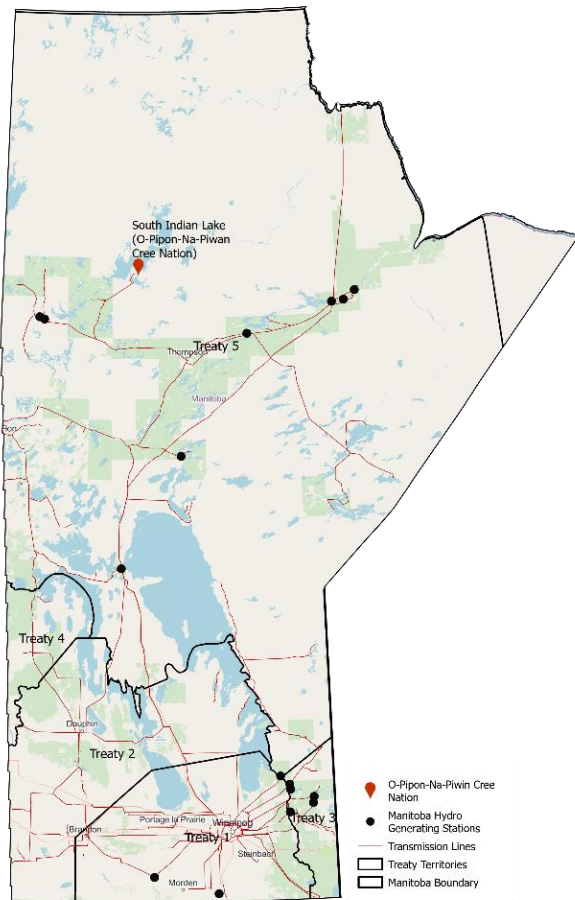 South Indian Lake
(O-Pipon-Na-Piwan
Cree Nation)
Thompson
Treaty 5
Manitoba
Treaty 4
Dauphin
Treaty 2
Portage la Prairie
Winnipeg
Brandon
Treaty 1
Treaty 3
Steinbach
Morden
O-Pipon-Na-Piwin Cree
Nation
Manitoba Hydro
Generating Stations
Transmission Lines
Treaty Territories
Manitoba Boundary